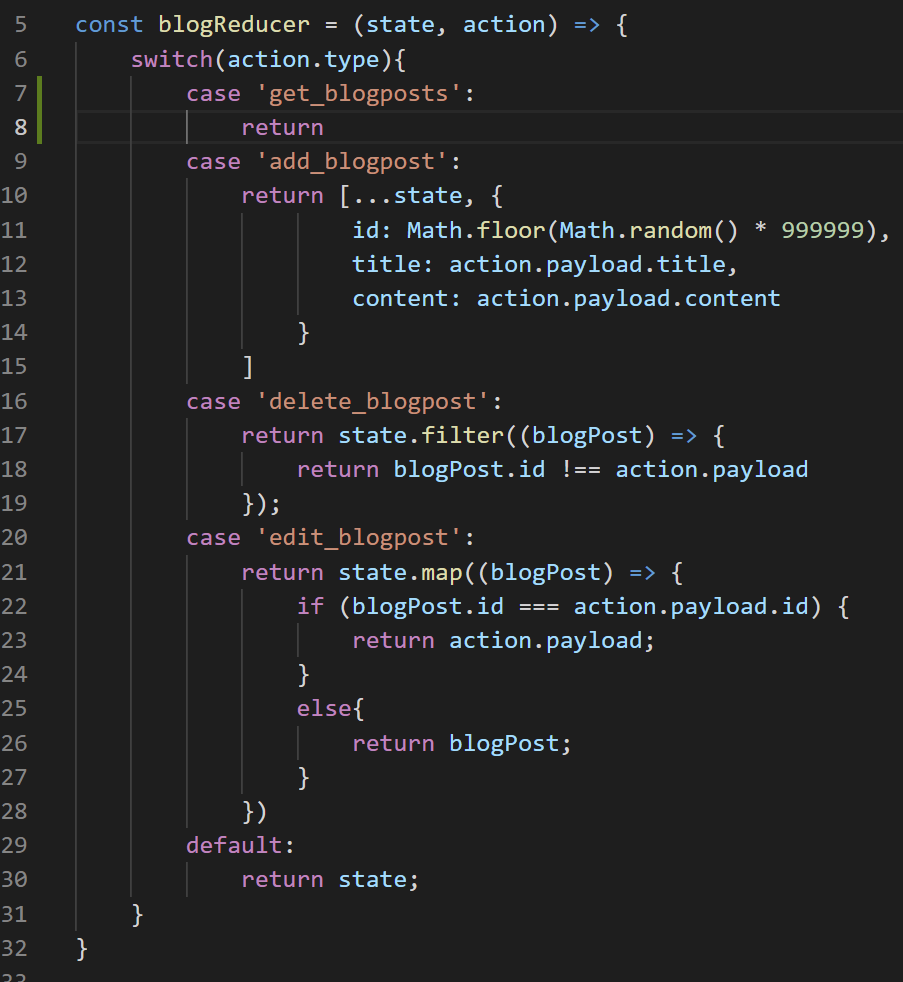 5 const blogReducer = (state, action) => {
6 switch(action.type){
7 case 'get_blogposts':
8 return
9 case 'add_blogpost':
10 return [...state, {
11 id: Math.floor(Math.random() * 999999),
12 title: action.payload.title,
13 content: action.payload.content
14 }
15 ]
16 case 'delete_blogpost':
17 return state.filter((blogPost) => {
18 return blogPost.id !== action.payload
19 });
20 case 'edit_blogpost':
21 return state.map((blogPost) => {
22 if (blogPost.id === action.payload.id) {
23 return action.payload;
24 }
25 else{
26 return blogPost;
27 }
28 })
29 default:
30 return state;
31 }
32 }
33